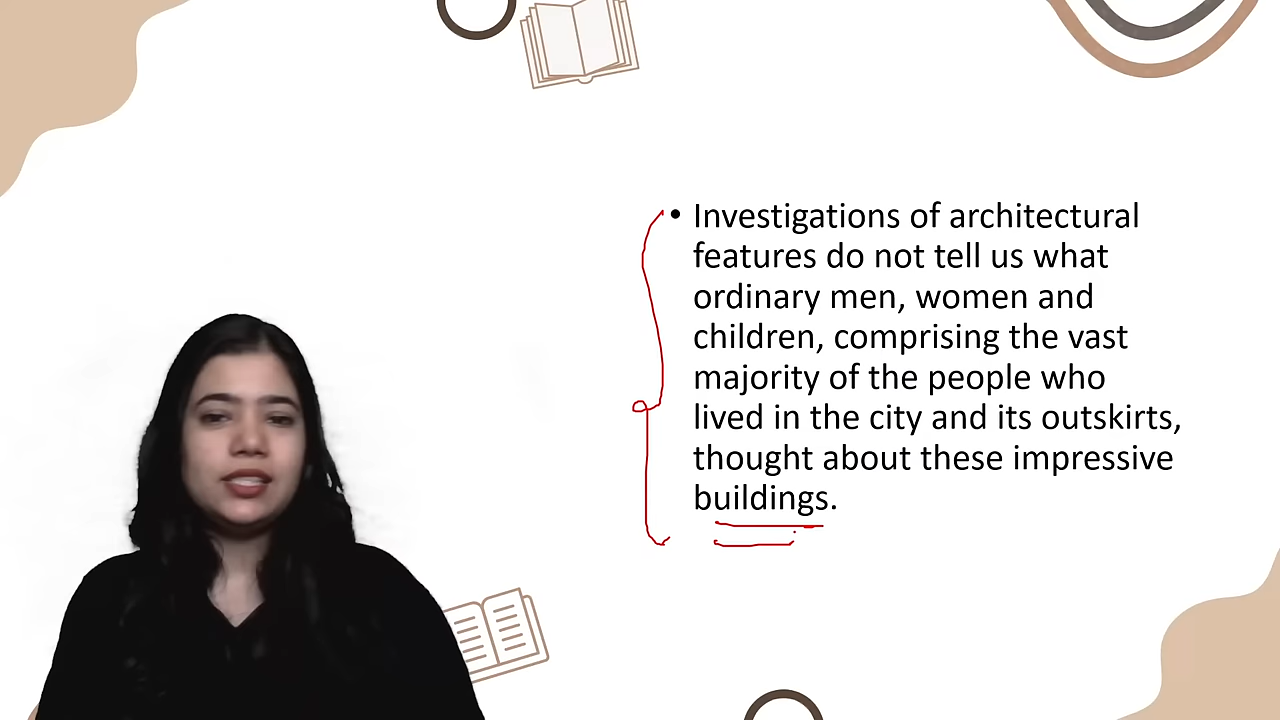 • Investigations of architectural
features do not tell us what
ordinary men, women and
children, comprising the vast
majority of the people who
lived in the city and its outskirts,
thought about these impressive
buildings.